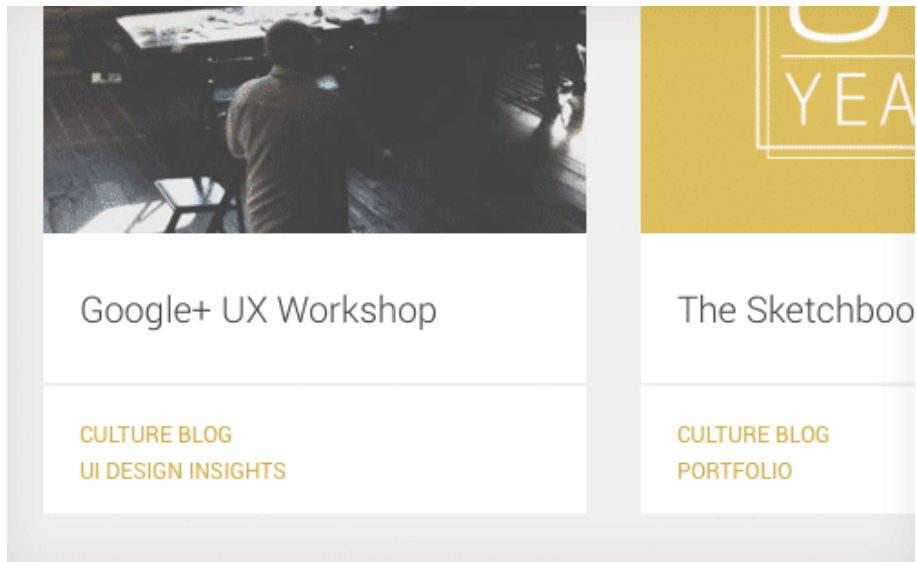 YEA
Google+ UX Workshop
The Sketchboo
CULTURE BLOG
UI DESIGN INSIGHTS
CULTURE BLOG
PORTFOLIO